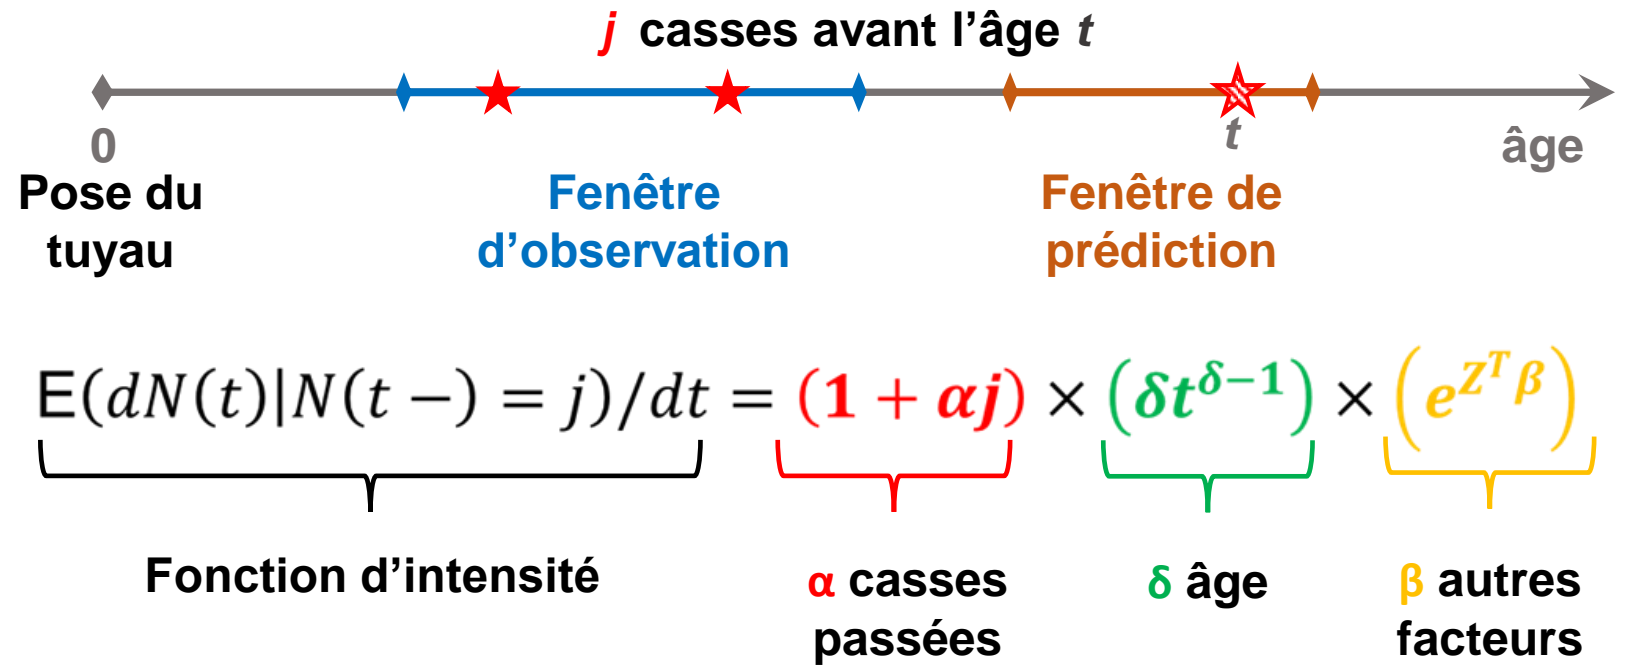 j casses avant l’âge t
0
t
âge
Pose du
tuyau
Fenêtre
d’observation
Fenêtre de
prédiction
E(dN(t)|N(t −) = j)/dt = (1 + αj) × (δt^{δ−1}) × (e^{Z^T β})
Fonction d’intensité
α casses
passées
δ âge
β autres
facteurs